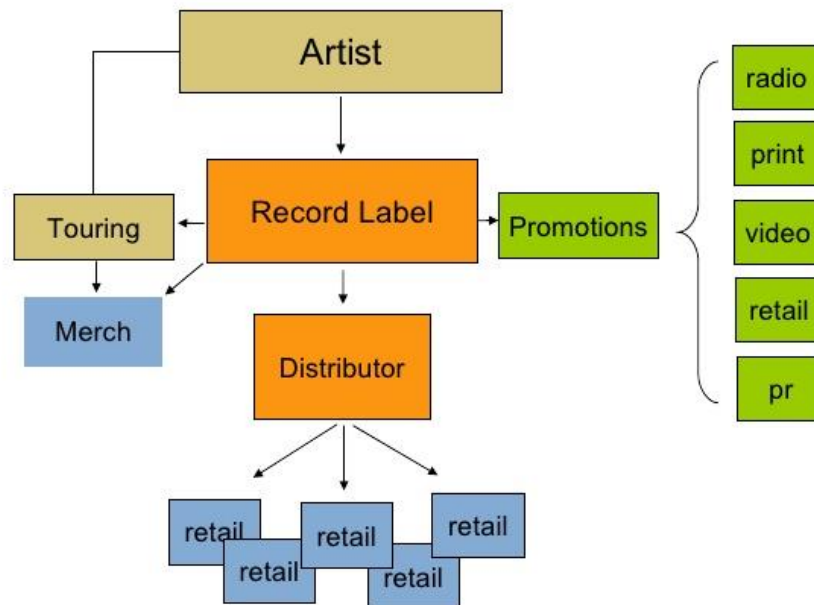 Artist
radio
print
Record Label
Touring
Promotions
video
Merch
retail
Distributor
pr
retail
retail
retail
retail
retail